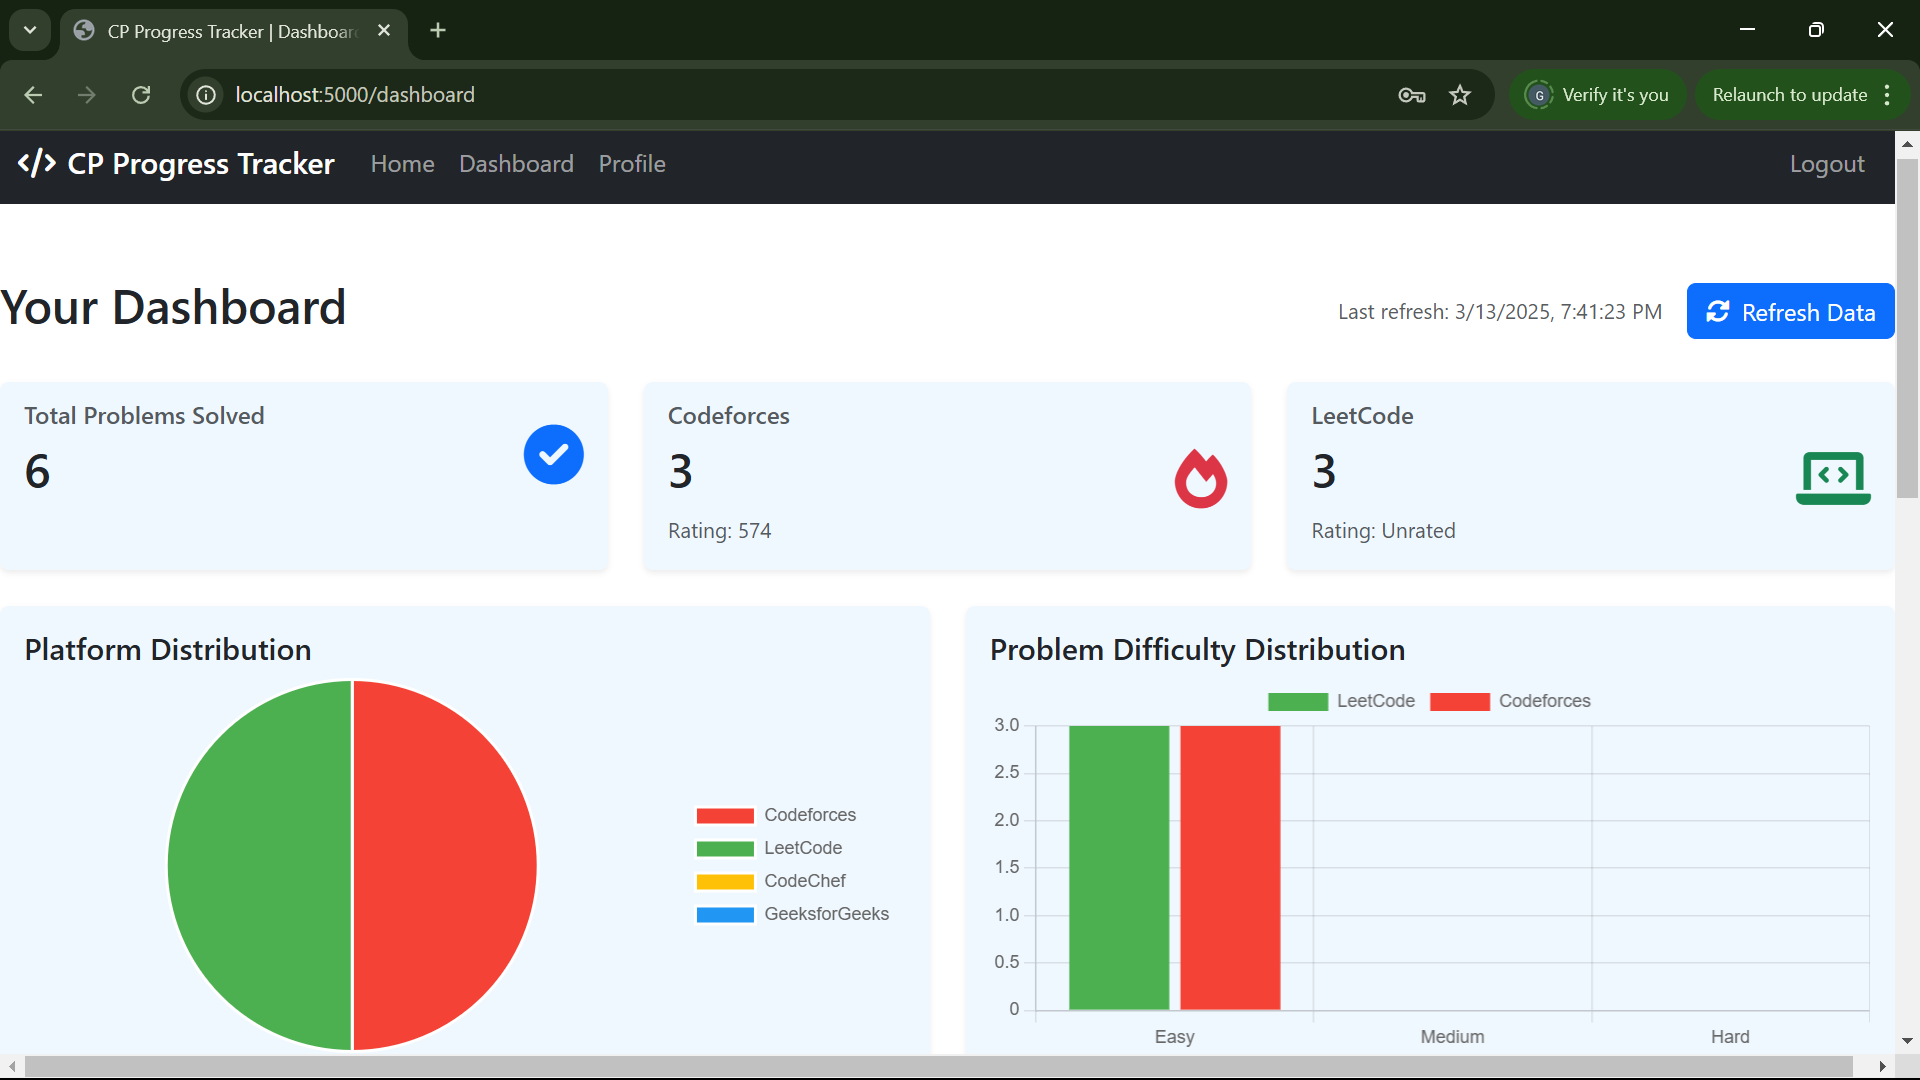 CP Progress Tracker | Dashboar
localhost:5000/dashboard
G Verify it's you
Relaunch to update
</> CP Progress Tracker Home Dashboard Profile Logout
Your Dashboard
Last refresh: 3/13/2025, 7:41:23 PM
Refresh Data
Total Problems Solved
6
Codeforces
3
Rating: 574
LeetCode
3
Rating: Unrated
Platform Distribution
Codeforces
LeetCode
CodeChef
GeeksforGeeks
Problem Difficulty Distribution
LeetCode Codeforces
3.0
2.5
2.0
1.5
1.0
0.5
0
Easy Medium Hard